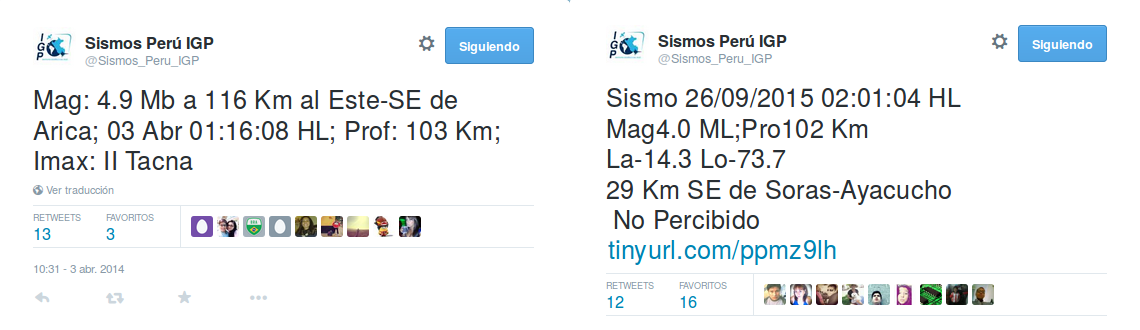 IGP
Sismos Perú IGP
@Sismos_Peru_IGP
Siguiendo
Mag: 4.9 Mb a 116 Km al Este-SE de
Arica; 03 Abr 01:16:08 HL; Prof: 103 Km;
Imax: II Tacna
Ver traducción
RETWEETS FAVORITOS
13 3
10:31 - 3 abr. 2014
IGP
Sismos Perú IGP
@Sismos_Peru_IGP
Siguiendo
Sismo 26/09/2015 02:01:04 HL
Mag4.0 ML;Pro102 Km
La-14.3 Lo-73.7
29 Km SE de Soras-Ayacucho
No Percibido
tinyurl.com/ppmz9lh
RETWEETS FAVORITOS
12 16